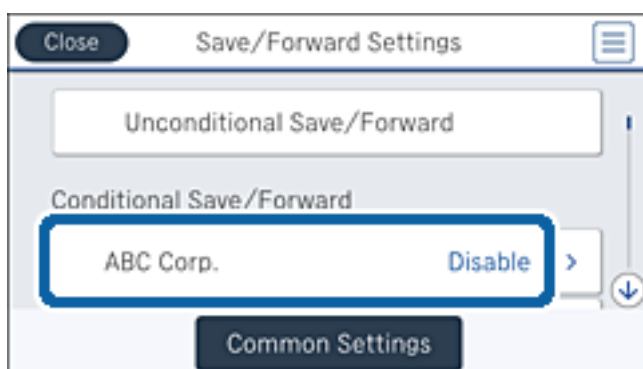 Close Save/Forward Settings
Unconditional Save/Forward
Conditional Save/Forward
ABC Corp. Disable
Common Settings